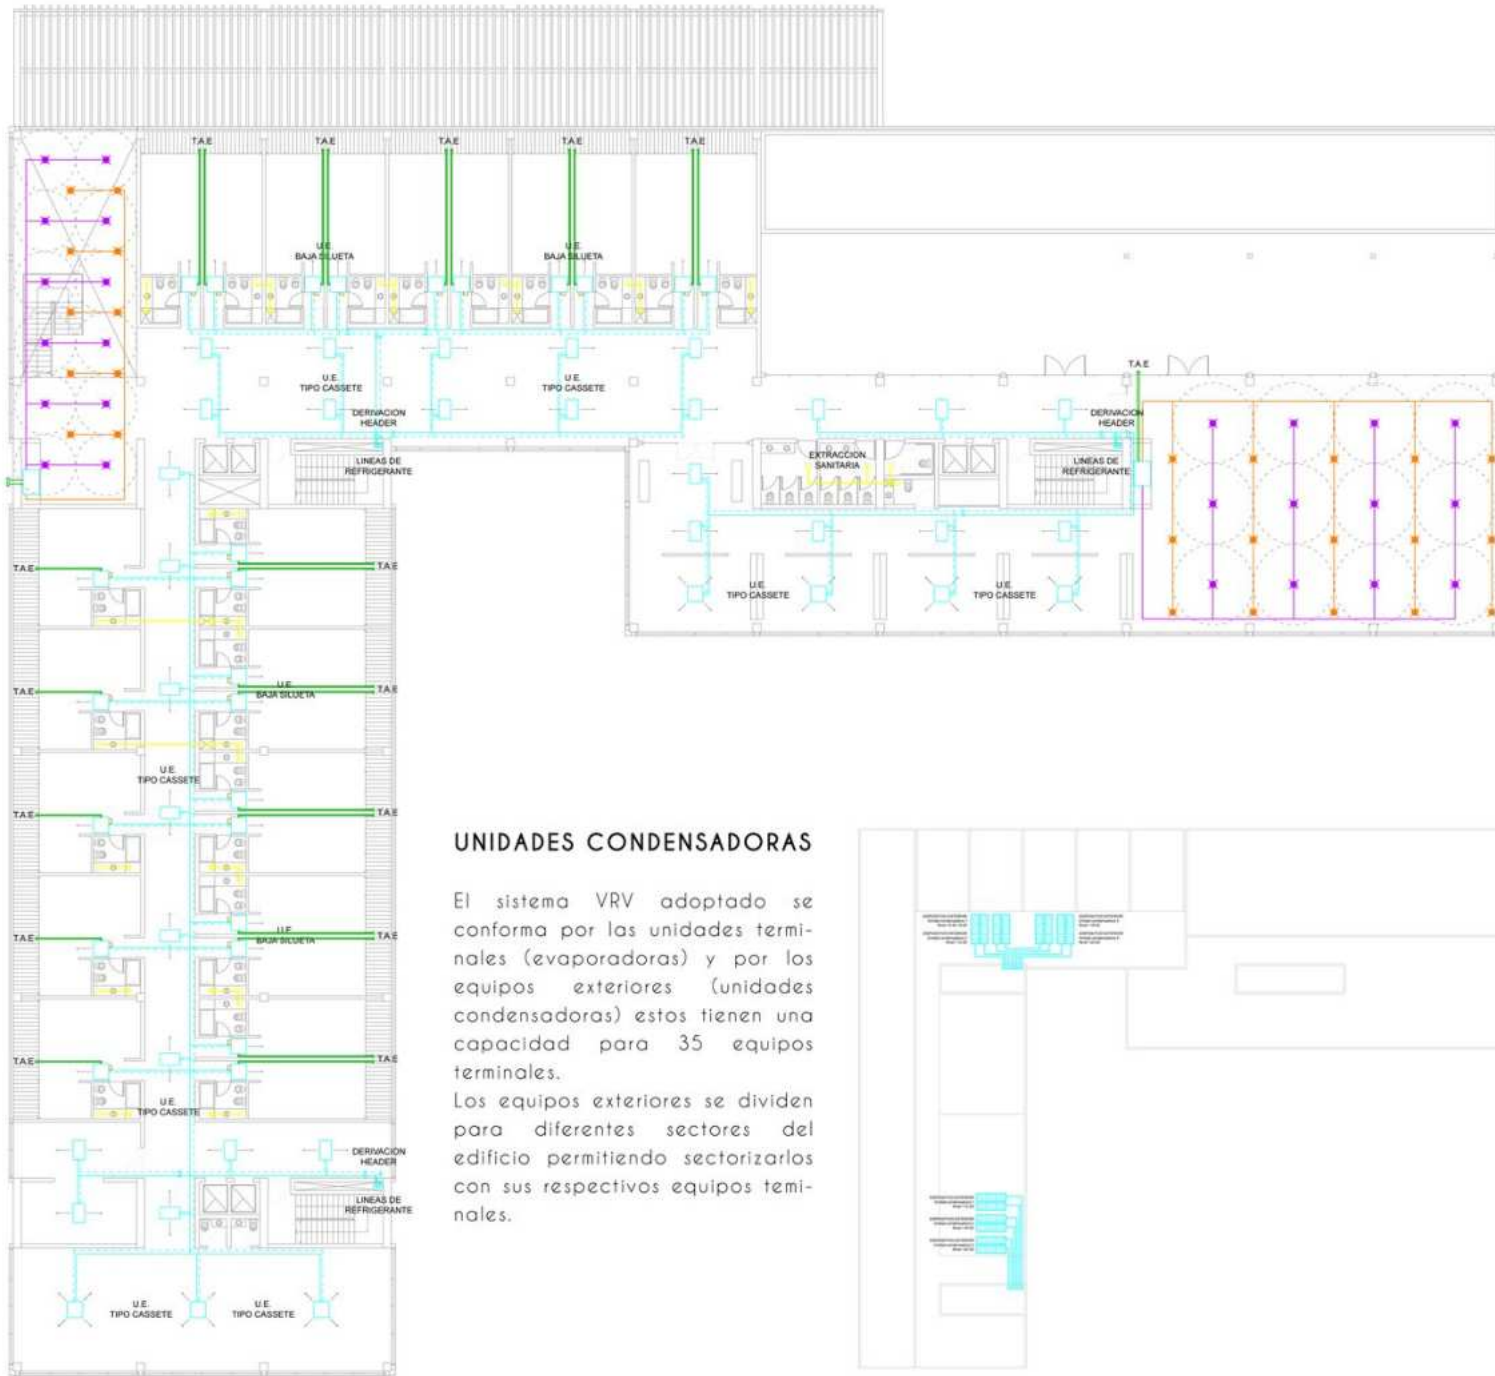 T.A.E
T.A.E
T.A.E
T.A.E
T.A.E
U.E.
BAJA SILUETA
U.E.
BAJA SILUETA
U.E.
TIPO CASSETE
U.E.
TIPO CASSETE
T.A.E
DERIVACION
HEADER
DERIVACION
HEADER
LINEAS DE
REFRIGERANTE
EXTRACCION
SANITARIA
LINEAS DE
REFRIGERANTE
T.A.E
T.A.E
U.E.
TIPO CASSETE
U.E.
TIPO CASSETE
T.A.E
U.E.
BAJA SILUETA
T.A.E
U.E.
TIPO CASSETE
T.A.E
T.A.E
T.A.E
U.E.
BAJA SILUETA
T.A.E
T.A.E
T.A.E
U.E.
TIPO CASSETE
DERIVACION
HEADER
LINEAS DE
REFRIGERANTE
U.E.
TIPO CASSETE
U.E.
TIPO CASSETE
UNIDADES CONDENSADORAS
El sistema VRV adoptado se
conforma por las unidades termi-
nales (evaporadoras) y por los
equipos exteriores (unidades
condensadoras) estos tienen una
capacidad para 35 equipos
terminales.
Los equipos exteriores se dividen
para diferentes sectores del
edificio permitiendo sectorizarlos
con sus respectivos equipos temi-
nales.